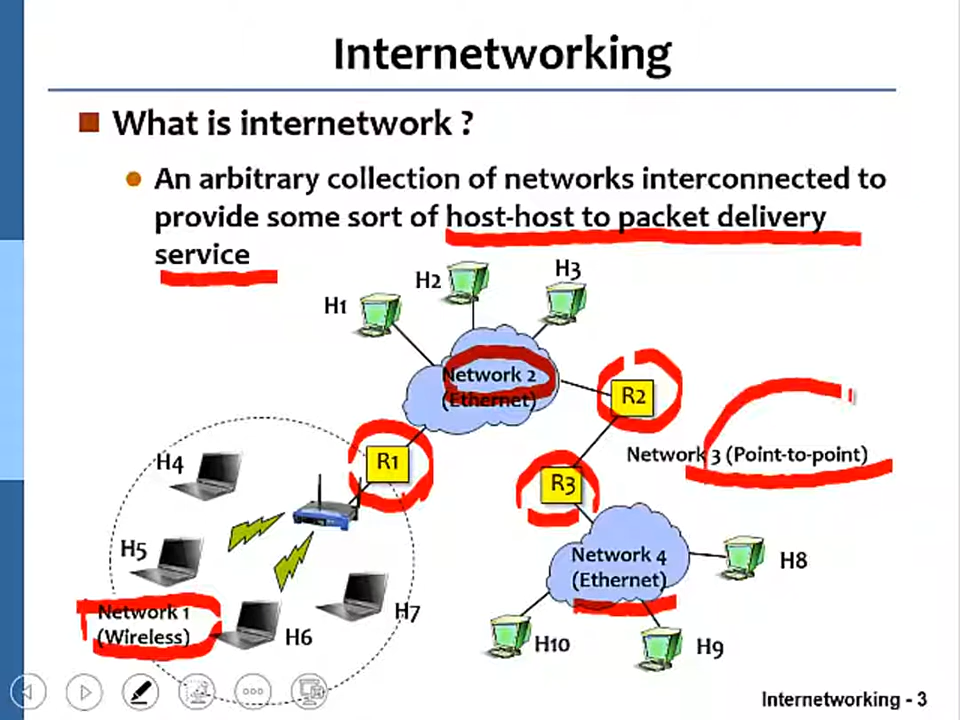 Internetworking
What is internetwork ?
An arbitrary collection of networks interconnected to
provide some sort of host-host to packet delivery
service
H1
H2
H3
Network 2
(Ethernet)
R2
R1
Network 3 (Point-to-point)
R3
H4
H5
Network 1
(Wireless)
H6
H7
Network 4
(Ethernet)
H8
H10
H9
Internetworking - 3